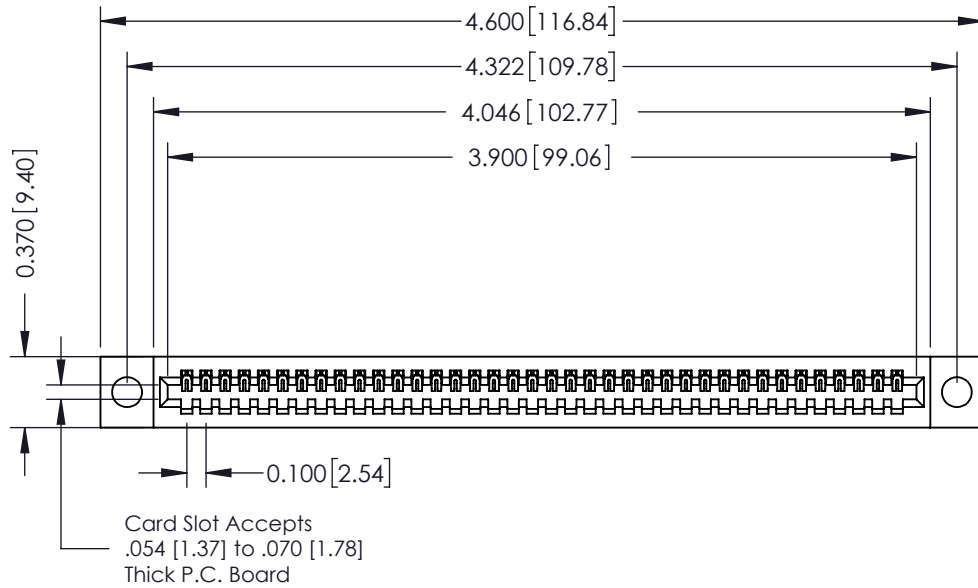 4.600 [116.84]
4.322 [109.78]
4.046 [102.77]
3.900 [99.06]
0.370 [9.40]
0.100 [2.54]
Card Slot Accepts
.054 [1.37] to .070 [1.78]
Thick P.C. Board